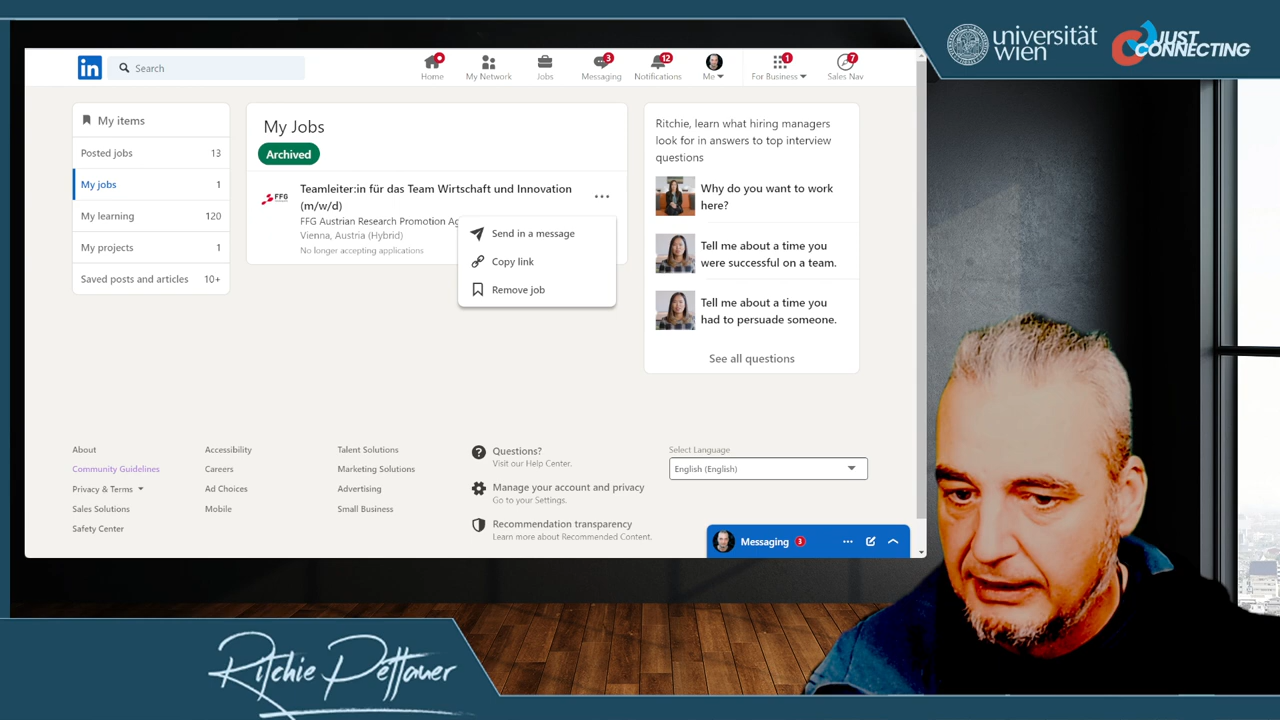 universität
wien
JUST
CONNECTING
in
Search
Home
My Network
Jobs
3
Messaging
12
Notifications
Me
1
For Business
7
Sales Nav
My items
Posted jobs 13
My jobs 1
My learning 120
My projects 1
Saved posts and articles 10+
My Jobs
Archived
FFG
Teamleiter:in für das Team Wirtschaft und Innovation
(m/w/d)
FFG Austrian Research Promotion Ag
Vienna, Austria (Hybrid)
No longer accepting applications
Send in a message
Copy link
Remove job
Ritchie, learn what hiring managers
look for in answers to top interview
questions
Why do you want to work
here?
Tell me about a time you
were successful on a team.
Tell me about a time you
had to persuade someone.
See all questions
About
Community Guidelines
Privacy & Terms
Sales Solutions
Safety Center
Accessibility
Careers
Ad Choices
Mobile
Talent Solutions
Marketing Solutions
Advertising
Small Business
Questions?
Visit our Help Center.
Manage your account and privacy
Go to your Settings.
Recommendation transparency
Learn more about Recommended Content.
Select Language
English (English)
Messaging 3
Ritchie Pettauer